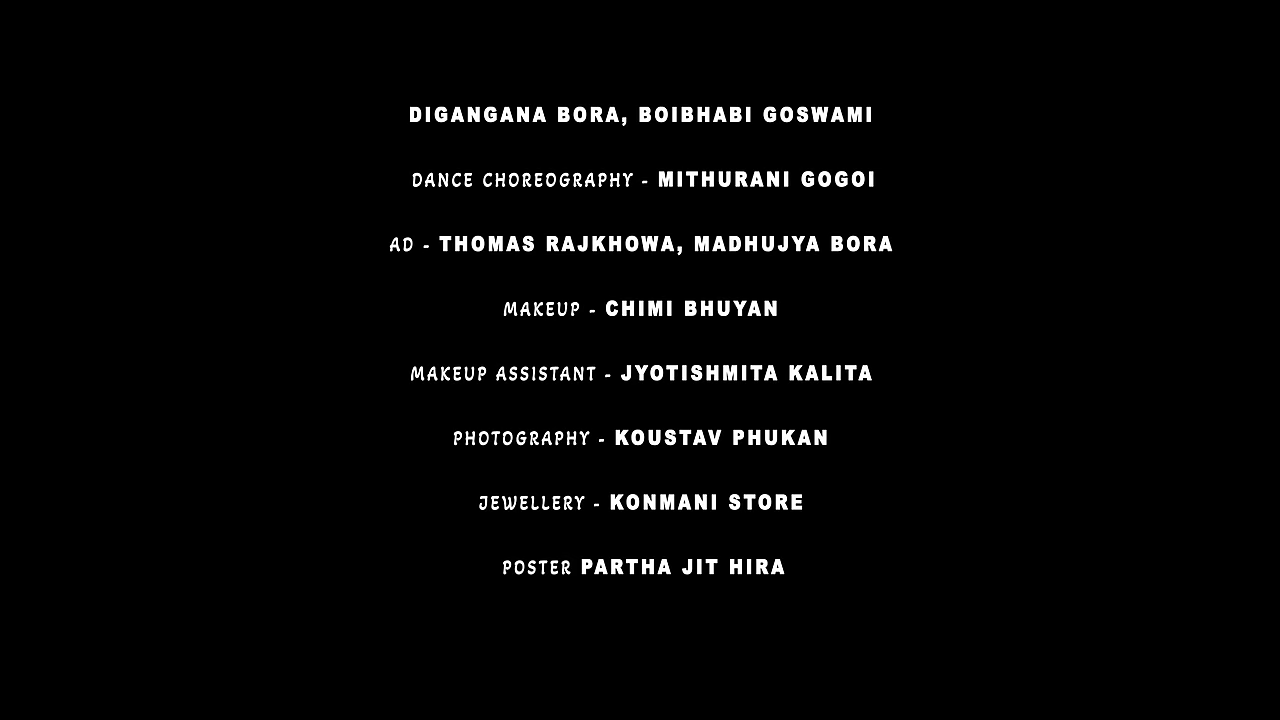 DIGANGANA BORA, BOIBHABI GOSWAMI
DANCE CHOREOGRAPHY - MITHURANI GOGOI
AD - THOMAS RAJKHOWA, MADHUJYA BORA
MAKEUP - CHIMI BHUYAN
MAKEUP ASSISTANT - JYOTISHMITA KALITA
PHOTOGRAPHY - KOUSTAV PHUKAN
JEWELLERY - KONMANI STORE
POSTER PARTHA JIT HIRA